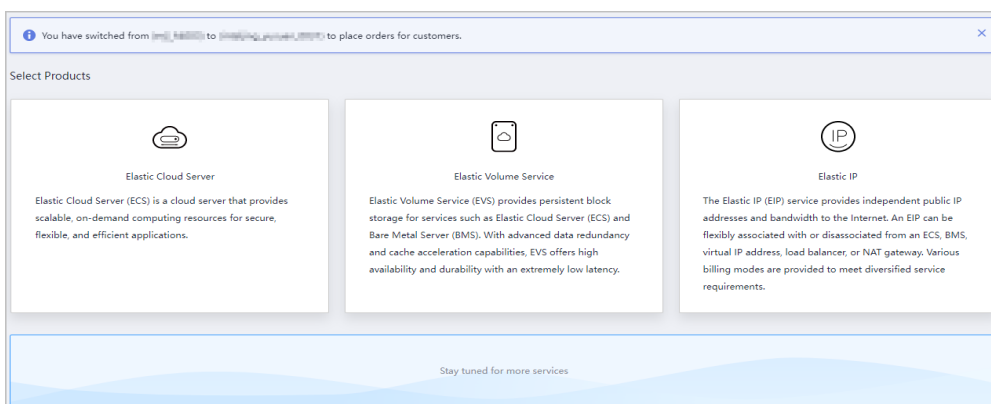 You have switched from to to place orders for customers.
Select Products
IP
Elastic Cloud Server
Elastic Volume Service
Elastic IP
Elastic Cloud Server (ECS) is a cloud server that provides
scalable, on-demand computing resources for secure,
flexible, and efficient applications.
Elastic Volume Service (EVS) provides persistent block
storage for services such as Elastic Cloud Server (ECS) and
Bare Metal Server (BMS). With advanced data redundancy
and cache acceleration capabilities, EVS offers high
availability and durability with an extremely low latency.
The Elastic IP (EIP) service provides independent public IP
addresses and bandwidth to the Internet. An EIP can be
flexibly associated with or disassociated from an ECS, BMS,
virtual IP address, load balancer, or NAT gateway. Various
billing modes are provided to meet diversified service
requirements.
Stay tuned for more services